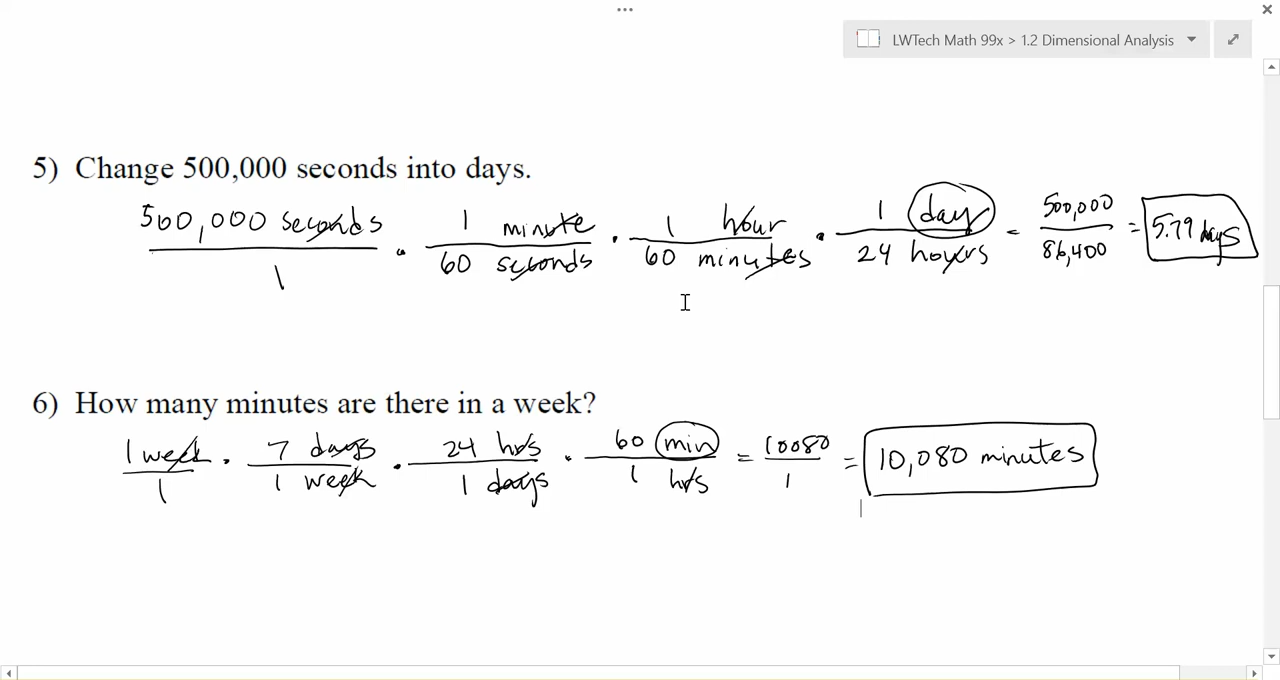 LWTech Math 99x > 1.2 Dimensional Analysis
5) Change 500,000 seconds into days.
500,000 seconds / 1 · 1 minute / 60 seconds · 1 hour / 60 minutes · 1 day / 24 hours = 500,000 / 86,400 = 5.79 days
6) How many minutes are there in a week?
1 week / 1 · 7 days / 1 week · 24 hrs / 1 days · 60 min / 1 hrs = 10080 / 1 = 10,080 minutes